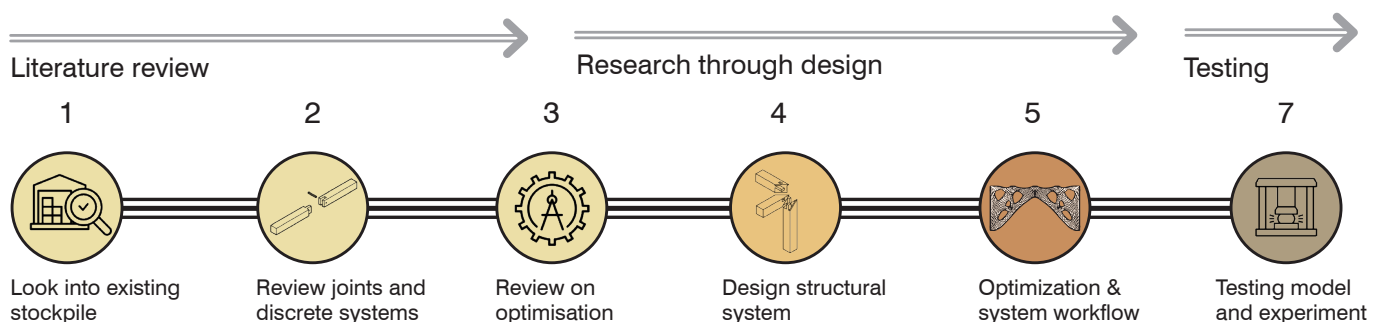 Literature review
Research through design
Testing
1
2
3
4
5
7
Look into existing
stockpile
Review joints and
discrete systems
Review on
optimisation
Design structural
system
Optimization &
system workflow
Testing model
and experiment